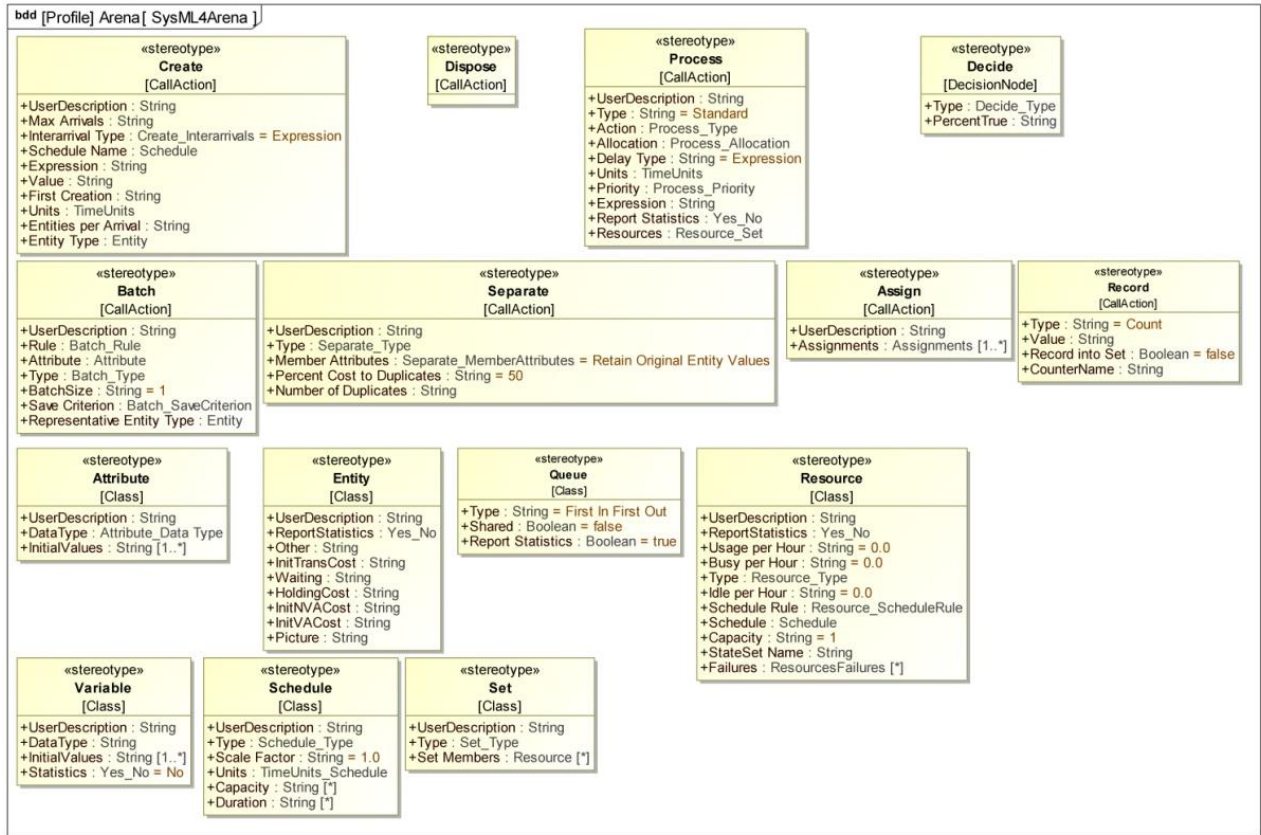 bdd [Profile] Arena[ SysML4Arena ]
«stereotype»
Create
[CallAction]
+UserDescription : String
+Max Arrivals : String
+Interarrival Type : Create_Interarrivals = Expression
+Schedule Name : Schedule
+Expression : String
+Value : String
+First Creation : String
+Units : TimeUnits
+Entities per Arrival : String
+Entity Type : Entity
«stereotype»
Dispose
[CallAction]
«stereotype»
Process
[CallAction]
+UserDescription : String
+Type : String = Standard
+Action : Process_Type
+Allocation : Process_Allocation
+Delay Type : String = Expression
+Units : TimeUnits
+Priority : Process_Priority
+Expression : String
+Report Statistics : Yes_No
+Resources : Resource_Set
«stereotype»
Decide
[DecisionNode]
+Type : Decide_Type
+PercentTrue : String
«stereotype»
Batch
[CallAction]
+UserDescription : String
+Rule : Batch_Rule
+Attribute : Attribute
+Type : Batch_Type
+BatchSize : String = 1
+Save Criterion : Batch_SaveCriterion
+Representative Entity Type : Entity
«stereotype»
Separate
[CallAction]
+UserDescription : String
+Type : Separate_Type
+Member Attributes : Separate_MemberAttributes = Retain Original Entity Values
+Percent Cost to Duplicates : String = 50
+Number of Duplicates : String
«stereotype»
Assign
[CallAction]
+UserDescription : String
+Assignments : Assignments [1..*]
«stereotype»
Record
[CallAction]
+Type : String = Count
+Value : String
+Record into Set : Boolean = false
+CounterName : String
«stereotype»
Attribute
[Class]
+UserDescription : String
+DataType : Attribute_Data Type
+InitialValues : String [1..*]
«stereotype»
Entity
[Class]
+UserDescription : String
+ReportStatistics : Yes_No
+Other : String
+InitTransCost : String
+Waiting : String
+HoldingCost : String
+InitNVACost : String
+InitVACost : String
+Picture : String
«stereotype»
Queue
[Class]
+Type : String = First In First Out
+Shared : Boolean = false
+Report Statistics : Boolean = true
«stereotype»
Resource
[Class]
+UserDescription : String
+ReportStatistics : Yes_No
+Usage per Hour : String = 0.0
+Busy per Hour : String = 0.0
+Type : Resource_Type
+Idle per Hour : String = 0.0
+Schedule Rule : Resource_ScheduleRule
+Schedule : Schedule
+Capacity : String = 1
+StateSet Name : String
+Failures : ResourcesFailures [*]
«stereotype»
Variable
[Class]
+UserDescription : String
+DataType : String
+InitialValues : String [1..*]
+Statistics : Yes_No = No
«stereotype»
Schedule
[Class]
+UserDescription : String
+Type : Schedule_Type
+Scale Factor : String = 1.0
+Units : TimeUnits_Schedule
+Capacity : String [*]
+Duration : String [*]
«stereotype»
Set
[Class]
+UserDescription : String
+Type : Set_Type
+Set Members : Resource [*]